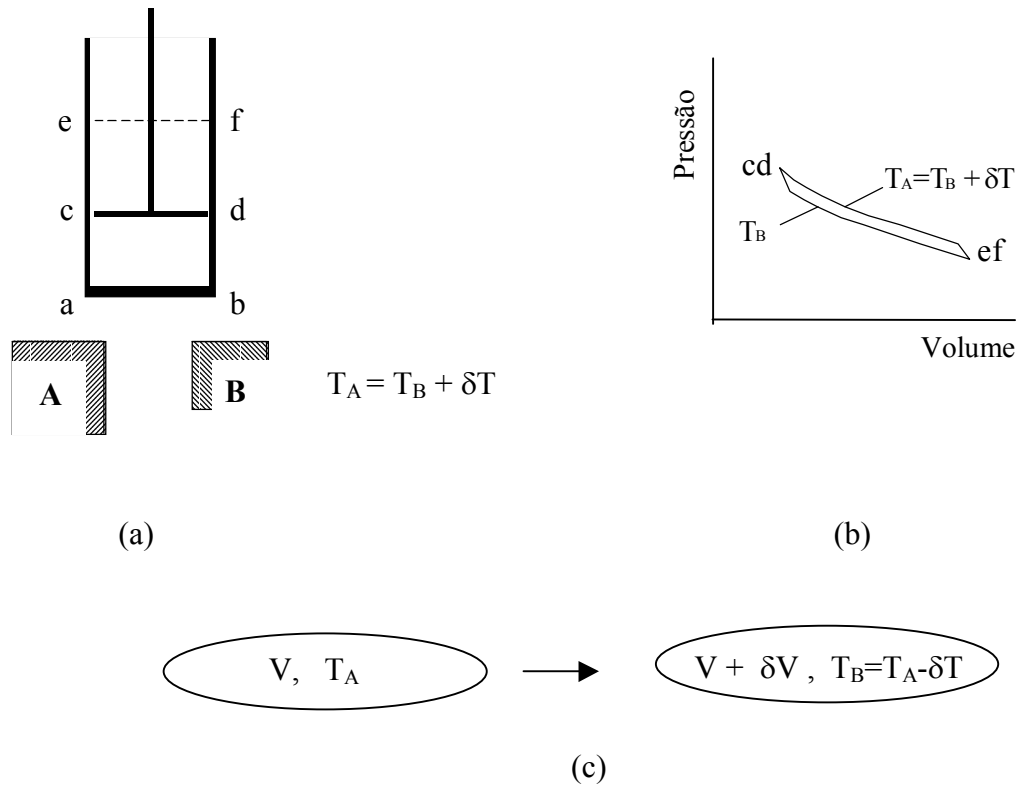 e f
c d
a b
A B
T_A = T_B + δT
(a)
Pressão
cd
T_A=T_B + δT
T_B
ef
Volume
(b)
V, T_A
V + δV , T_B=T_A-δT
(c)